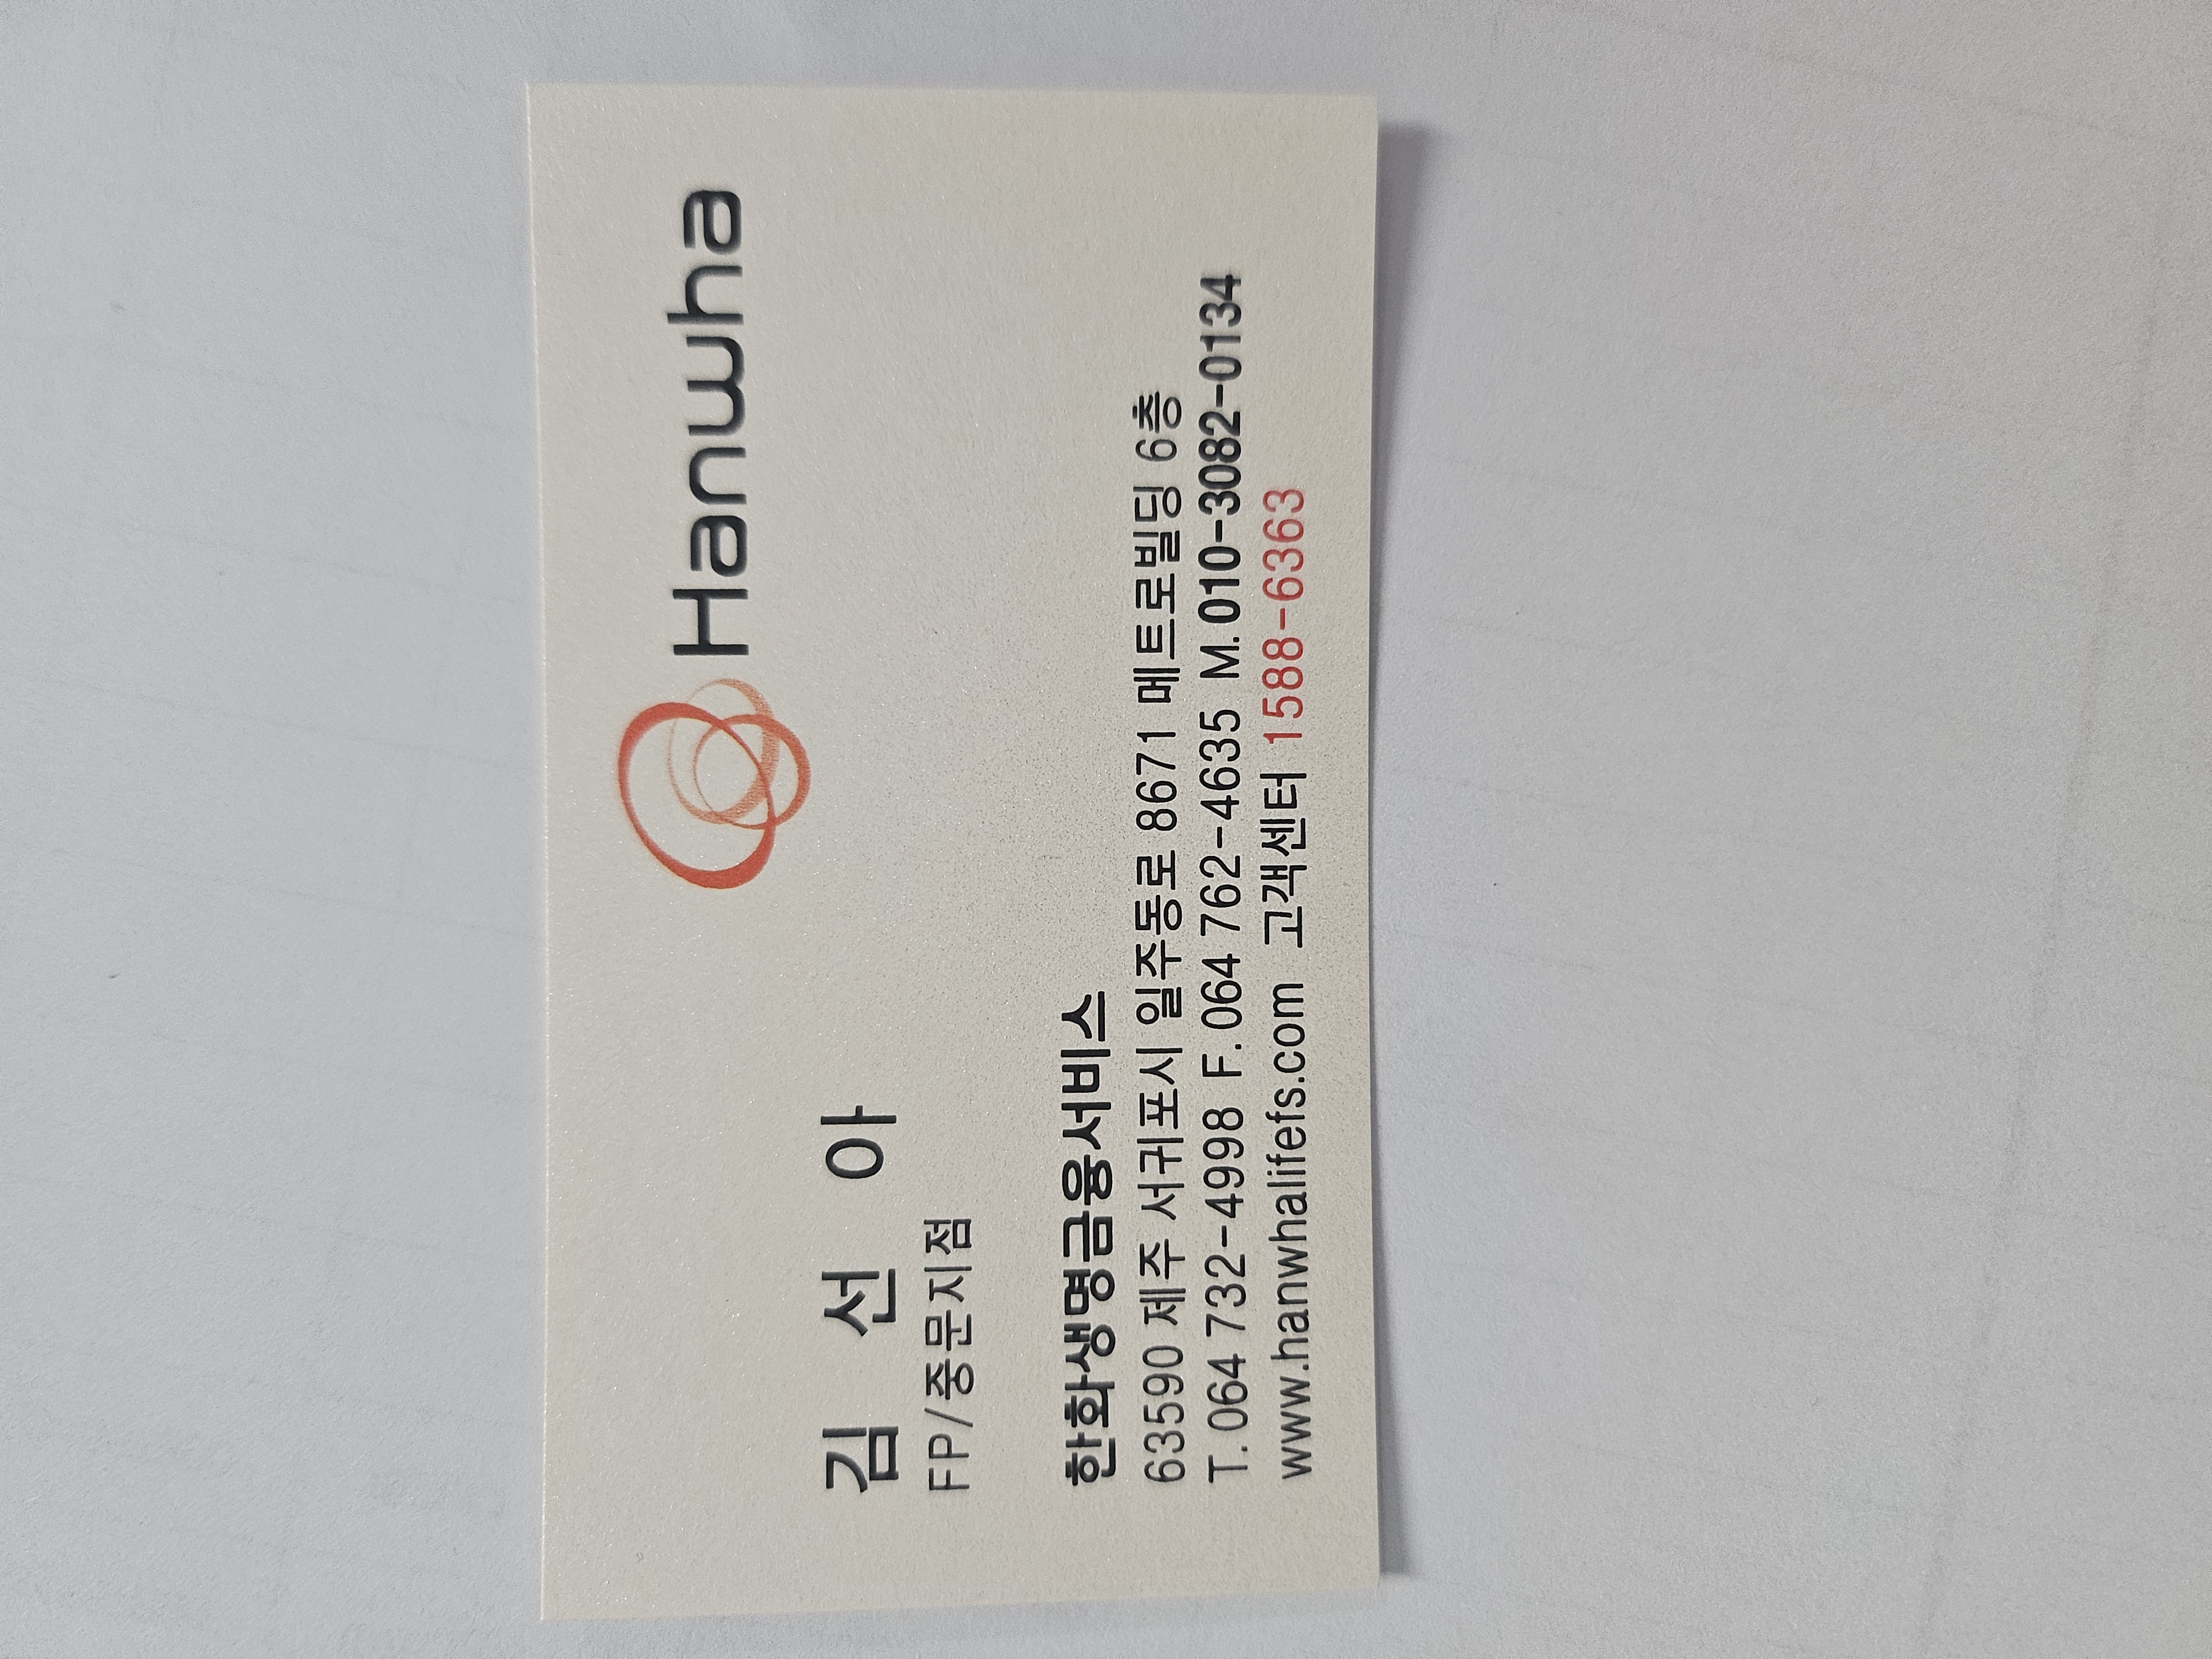 Hanwha
김 선 아
FP/중문지점
한화생명금융서비스
63590 제주 서귀포시 일주동로 8671 메트로빌딩 6층
T.064 732-4998 F.064 762-4635 M.010-3082-0134
www.hanwhalifefs.com 고객센터 1588-6363